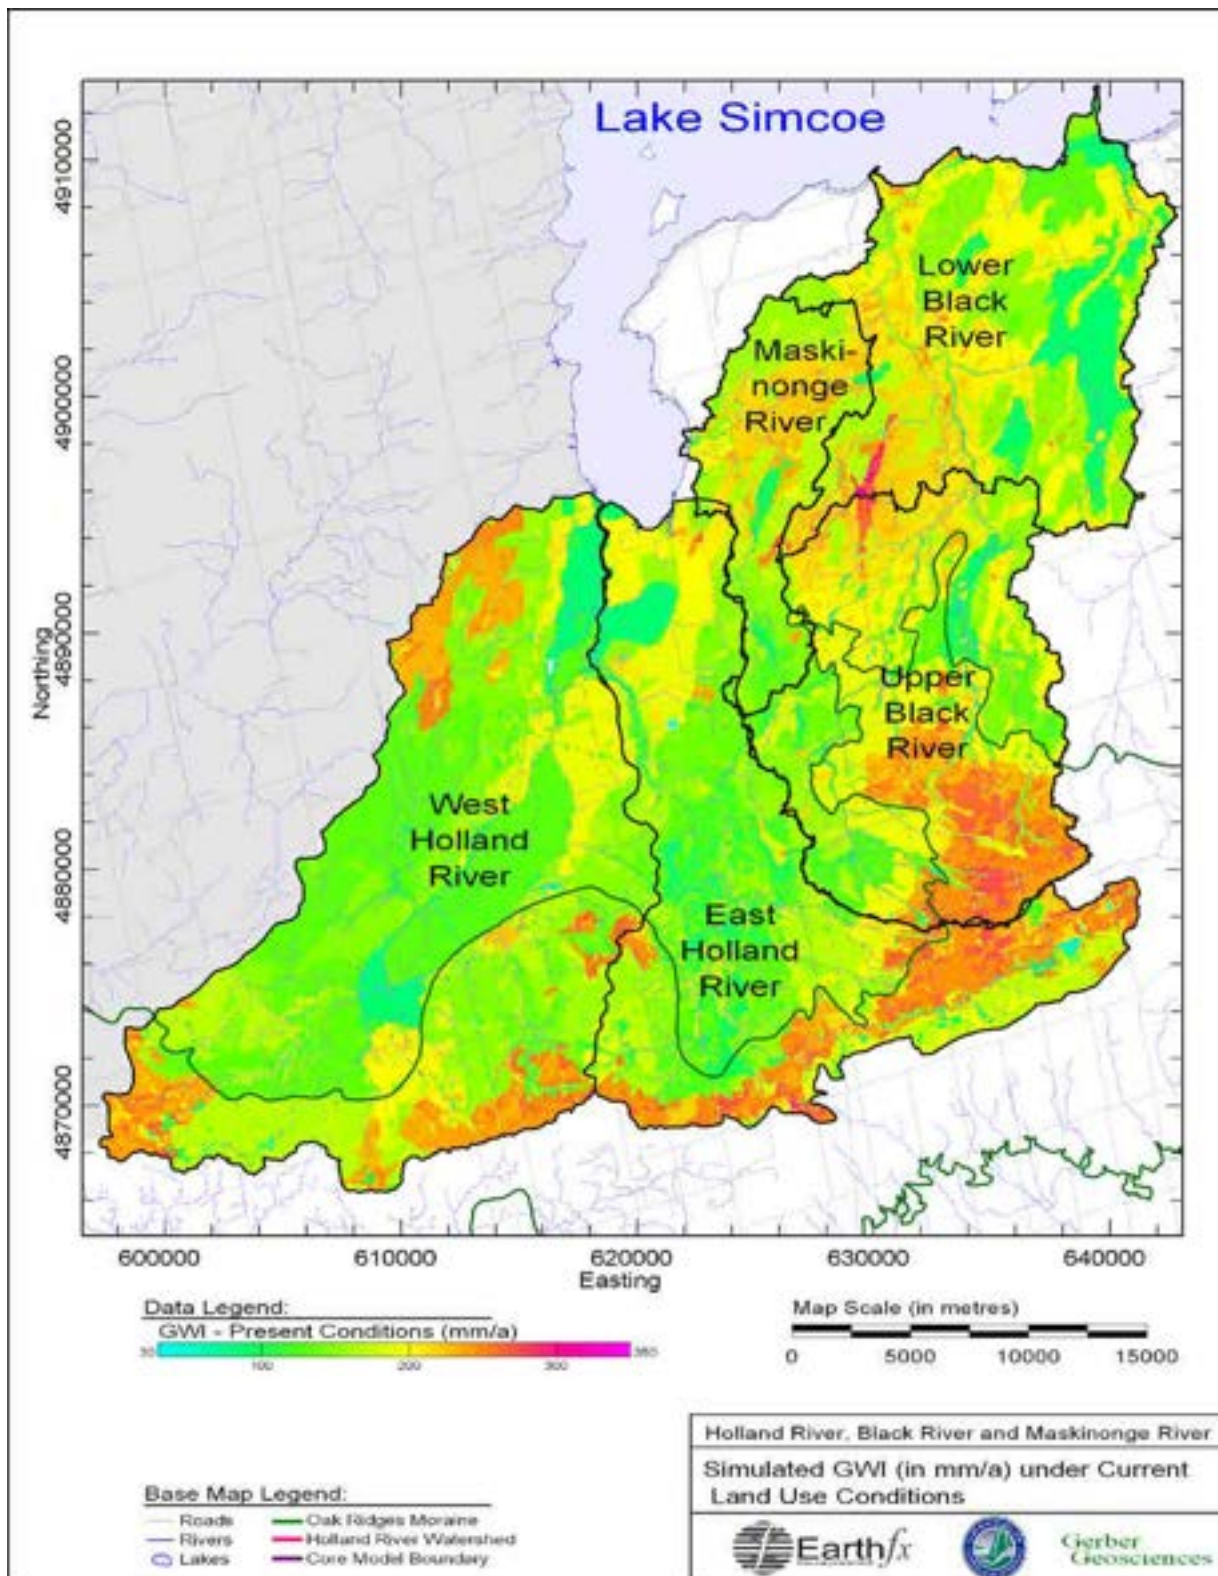 Lake Simcoe
Lower
Black
River
Maski-
nonge
River
Upper
Black
River
West
Holland
River
East
Holland
River
Northing
4910000
4900000
4890000
4880000
4870000
600000
610000
620000
630000
640000
Easting
Data Legend:
GWI - Present Conditions (mm/a)
30
350
100
200
300
Map Scale (in metres)
0
5000
10000
15000
Base Map Legend:
Roads
Rivers
Lakes
Oak Ridges Moraine
Holland River Watershed
Core Model Boundary
Holland River, Black River and Maskinonge River
Simulated GWI (in mm/a) under Current
Land Use Conditions
Earthfx
Gerber
Geosciences